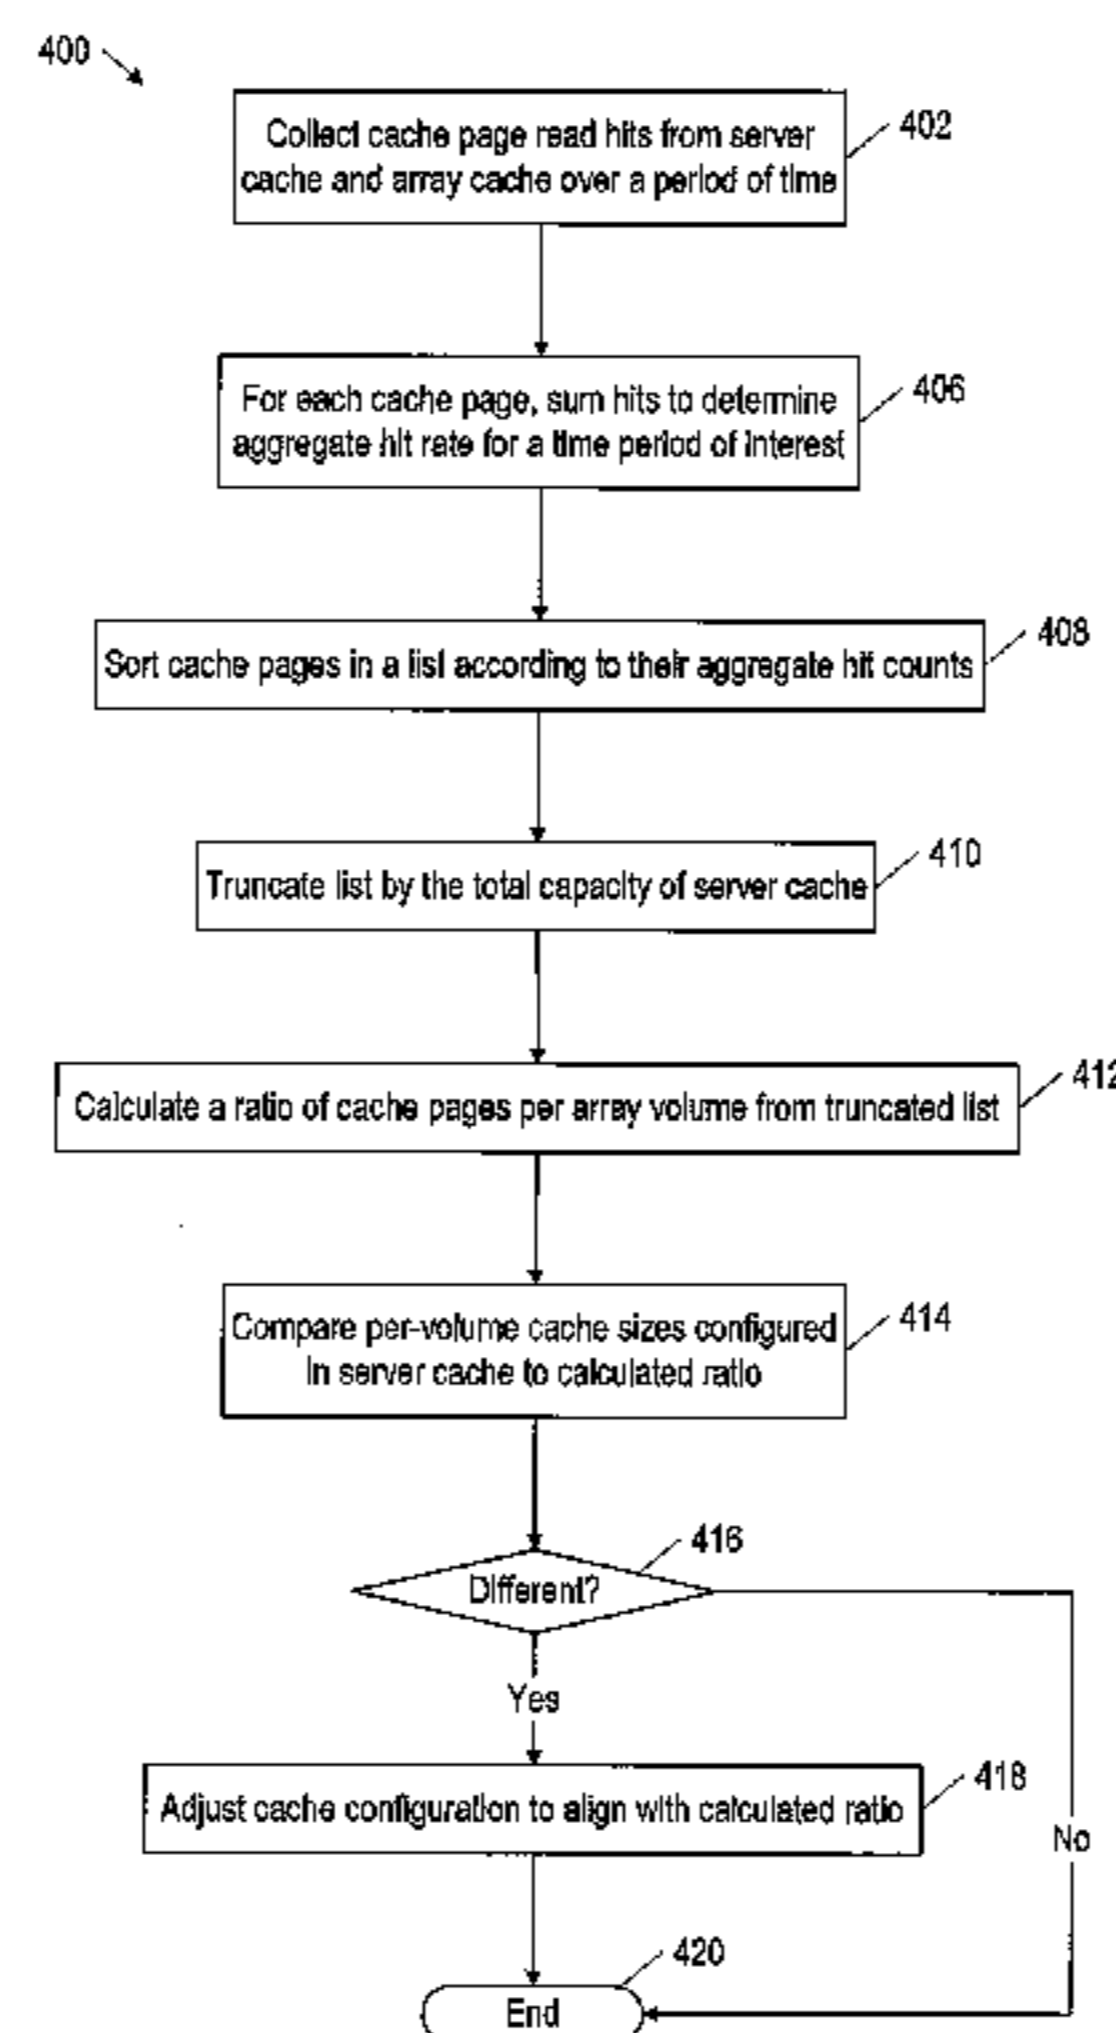 400
Collect cache page read hits from server
cache and array cache over a period of time
402
For each cache page, sum hits to determine
aggregate hit rate for a time period of interest
406
Sort cache pages in a list according to their aggregate hit counts
408
Truncate list by the total capacity of server cache
410
Calculate a ratio of cache pages per array volume from truncated list
412
Compare per-volume cache sizes configured
in server cache to calculated ratio
414
Different?
416
Yes
Adjust cache configuration to align with calculated ratio
418
No
End
420